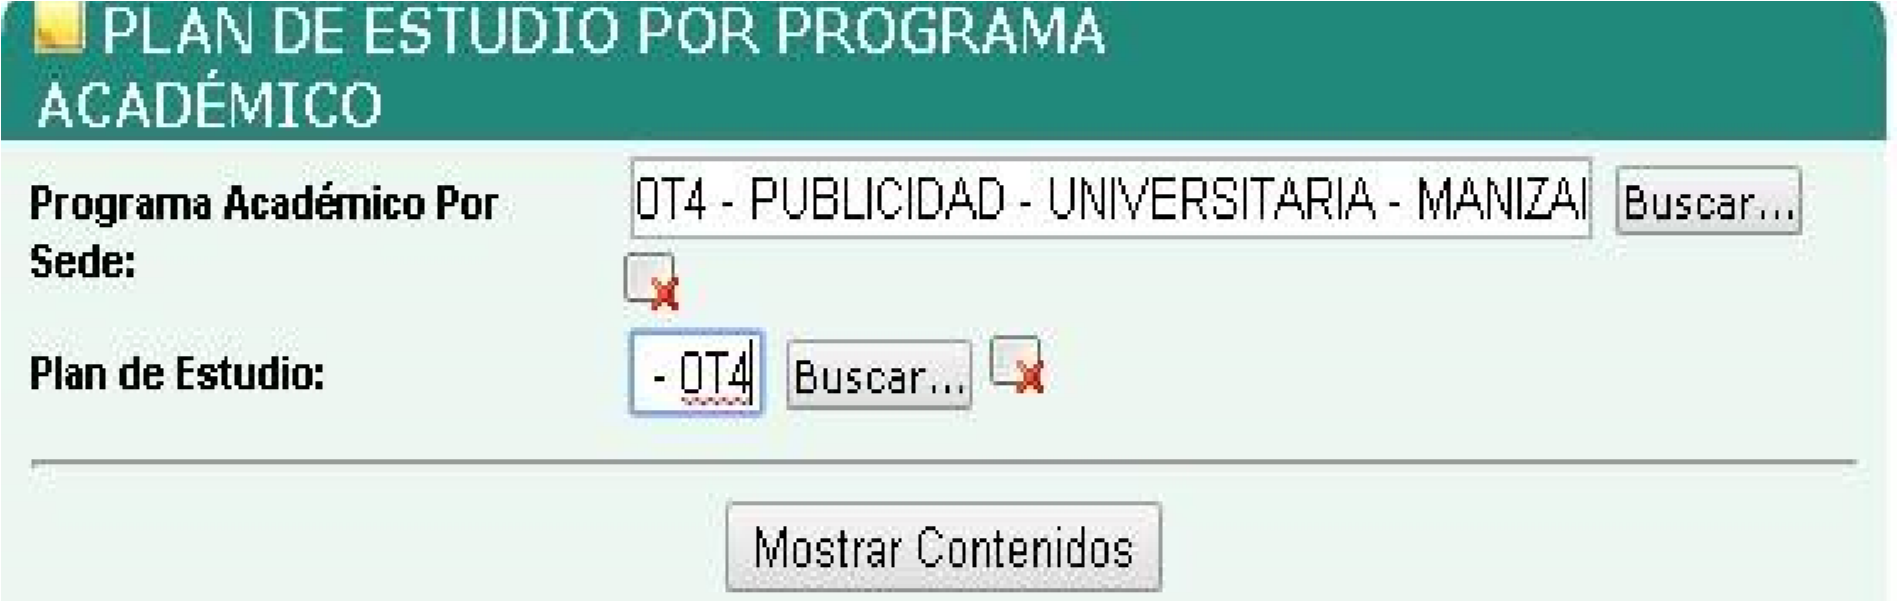 PLAN DE ESTUDIO POR PROGRAMA
ACADÉMICO
Programa Académico Por
Sede:
0T4 - PUBLICIDAD - UNIVERSITARIA - MANIZAL
Buscar...
Plan de Estudio:
- 0T4
Buscar...
Mostrar Contenidos